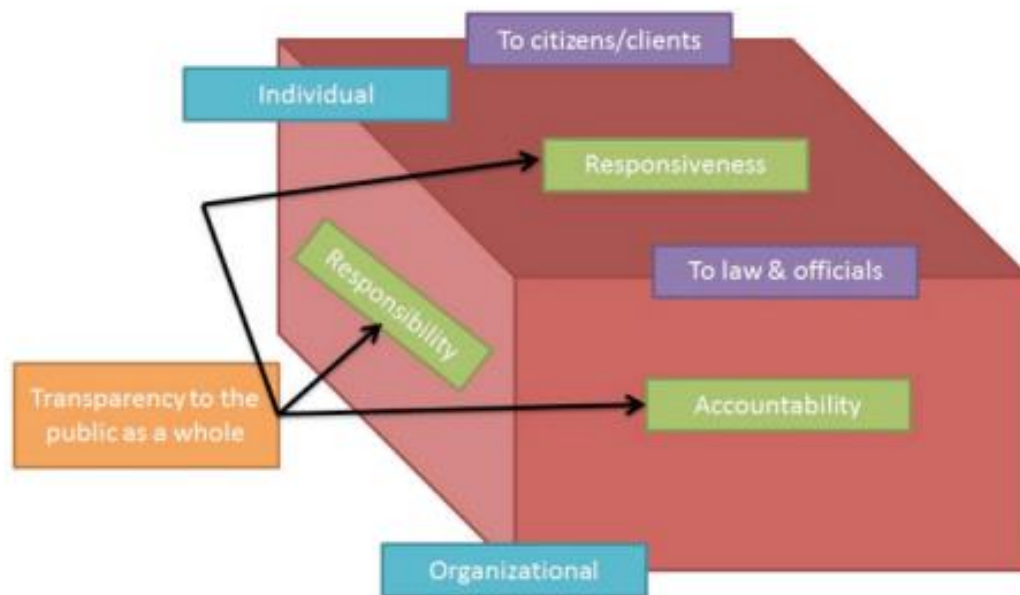 To citizens/clients
Individual
Responsiveness
Responsibility
To law & officials
Transparency to the
public as a whole
Accountability
Organizational